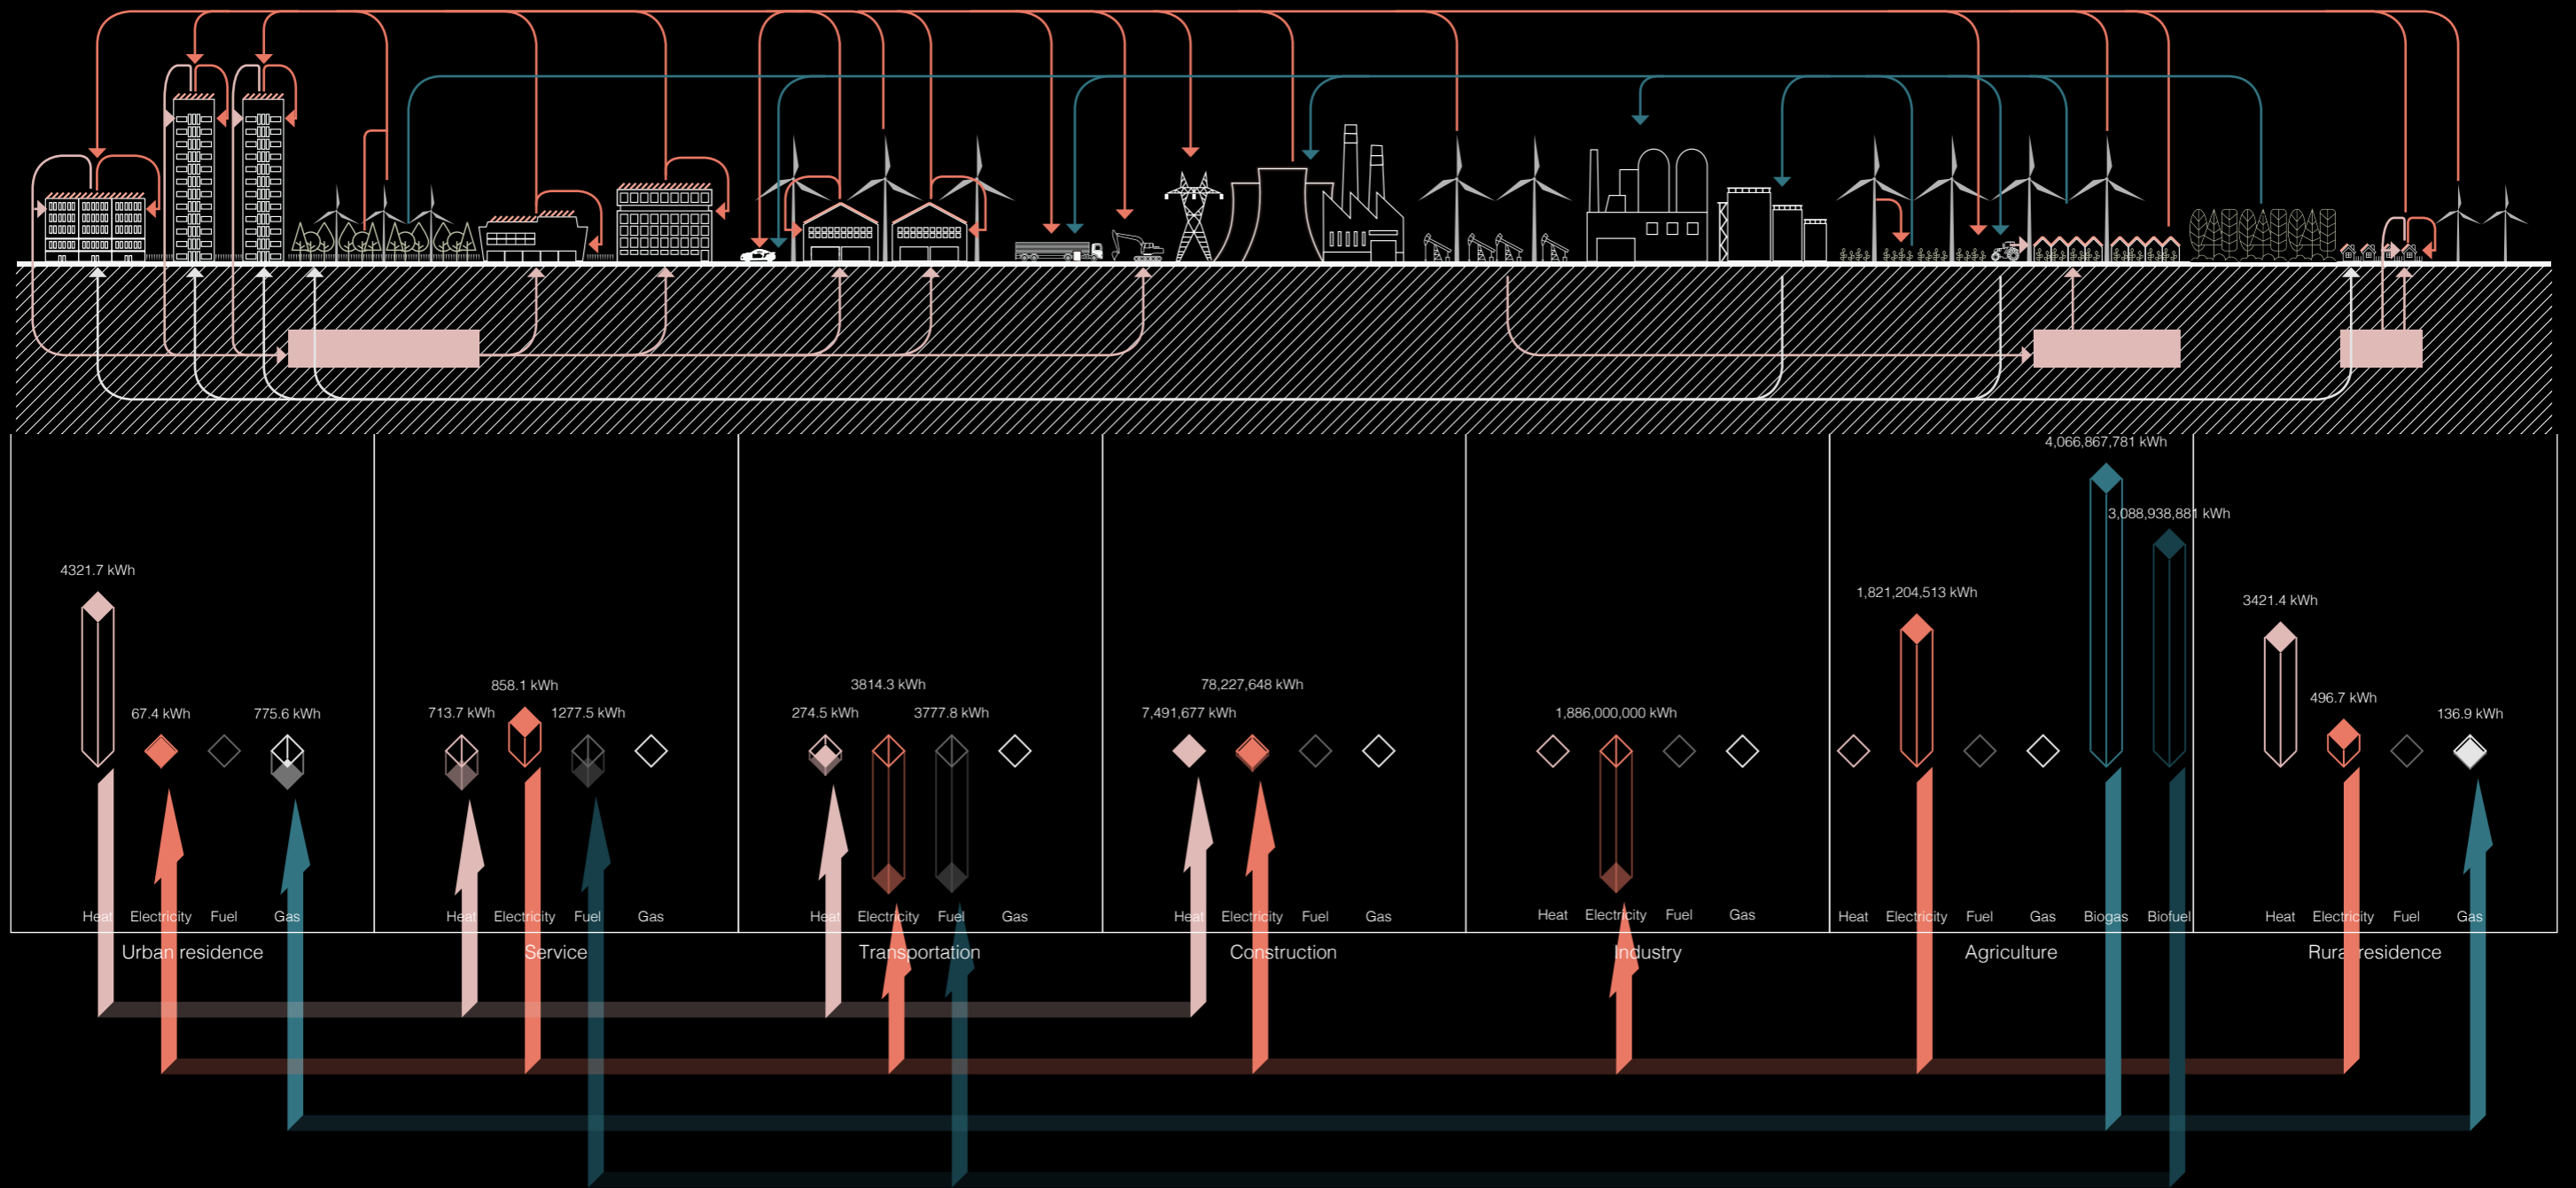 4,066,867,781 kWh
3,088,938,881 kWh
4321.7 kWh
1,821,204,513 kWh
3421.4 kWh
858.1 kWh
3814.3 kWh
78,227,648 kWh
496.7 kWh
67.4 kWh
775.6 kWh
713.7 kWh
1277.5 kWh
274.5 kWh
3777.8 kWh
7,491,677 kWh
1,886,000,000 kWh
136.9 kWh
Heat Electricity Fuel Gas
Heat Electricity Fuel Gas
Heat Electricity Fuel Gas
Heat Electricity Fuel Gas
Heat Electricity Fuel Gas
Heat Electricity Fuel Gas Biogas Biofuel
Heat Electricity Fuel Gas
Urban residence
Service
Transportation
Construction
Industry
Agriculture
Rural residence